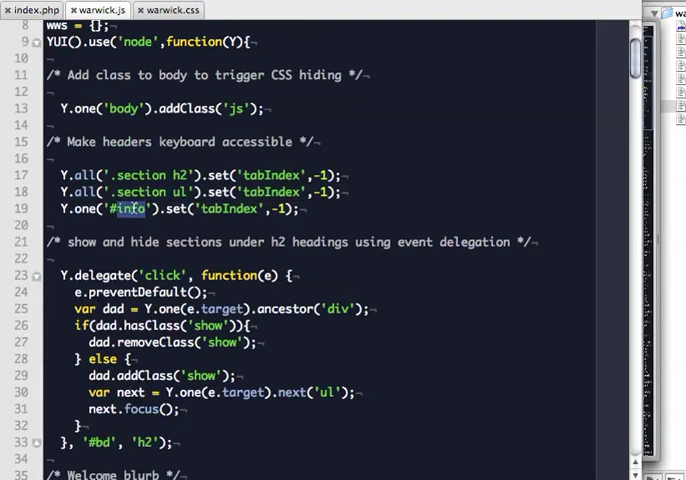 index.php warwick.js warwick.css
8 wws = {};
9 YUI().use('node',function(Y){
10
11 /* Add class to body to trigger CSS hiding */
12
13 Y.one('body').addClass('js');
14
15 /* Make headers keyboard accessible */
16
17 Y.all('.section h2').set('tabIndex',-1);
18 Y.all('.section ul').set('tabIndex',-1);
19 Y.one('#info').set('tabIndex',-1);
20
21 /* show and hide sections under h2 headings using event delegation */
22
23 Y.delegate('click', function(e) {
24 e.preventDefault();
25 var dad = Y.one(e.target).ancestor('div');
26 if(dad.hasClass('show')){
27 dad.removeClass('show');
28 } else {
29 dad.addClass('show');
30 var next = Y.one(e.target).next('ul');
31 next.focus();
32 }
33 }, '#bd', 'h2');
34
35 /* Welcome blurb */